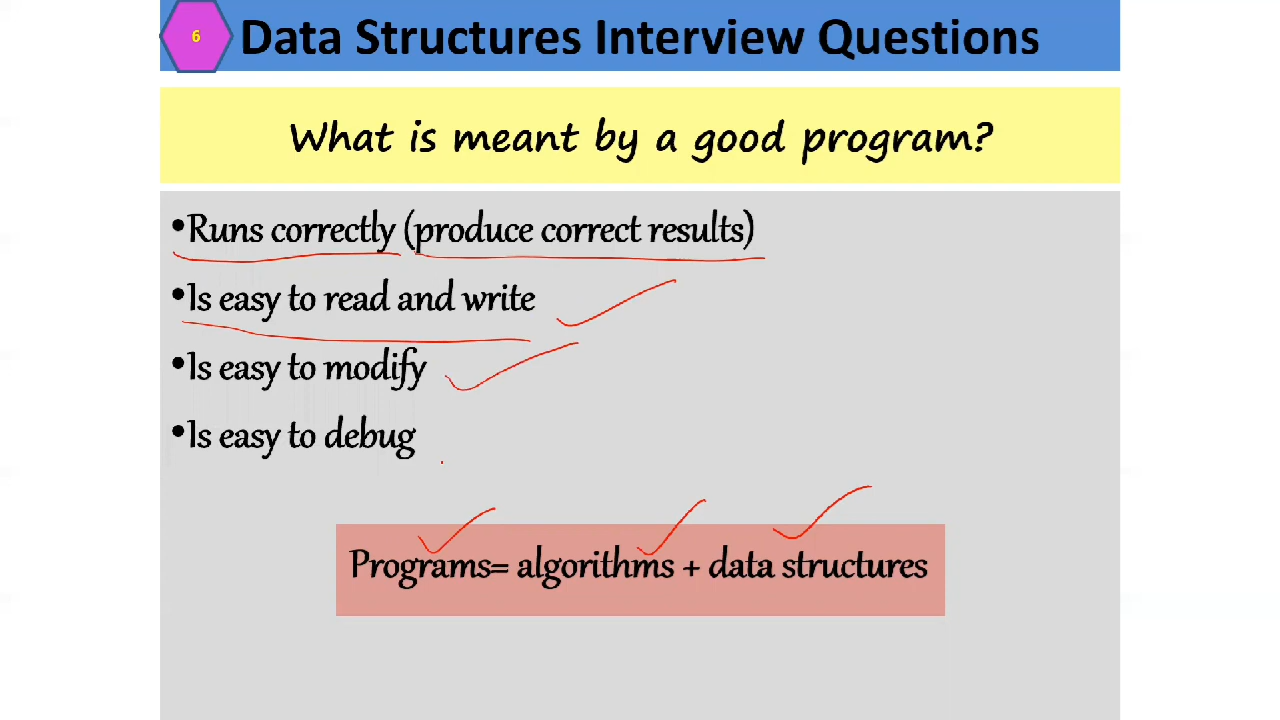 6
Data Structures Interview Questions
What is meant by a good program?
•Runs correctly (produce correct results)
•Is easy to read and write
•Is easy to modify
•Is easy to debug
Programs= algorithms + data structures